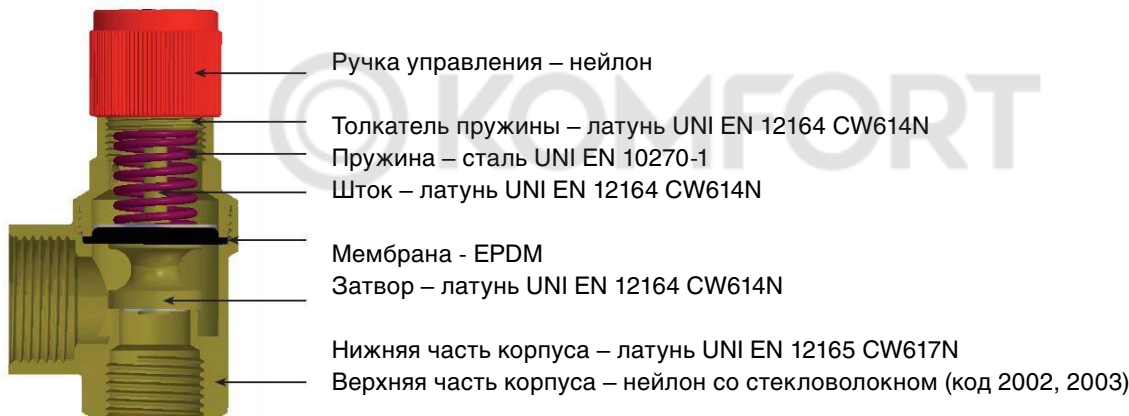 © KOMFORT
Ручка управления – нейлон
Толкатель пружины – латунь UNI EN 12164 CW614N
Пружина – сталь UNI EN 10270-1
Шток – латунь UNI EN 12164 CW614N
Мембрана - EPDM
Затвор – латунь UNI EN 12164 CW614N
Нижняя часть корпуса – латунь UNI EN 12165 CW617N
Верхняя часть корпуса – нейлон со стекловолокном (код 2002, 2003)